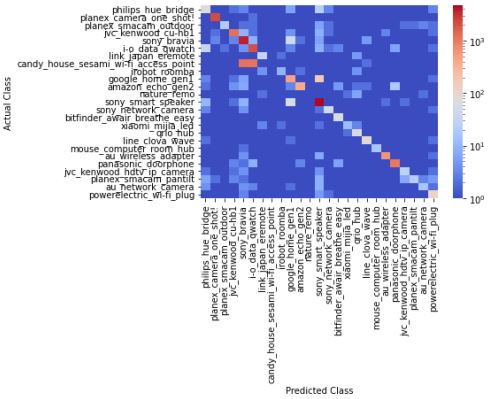 philips_hue_bridge
planex_camera_one_shot!
planex_smacam_outdoor
jvc_kenwood_cu-hb1
sony_bravia
i-o_data_qwatch
link_japan_eremote
candy_house_sesami_wi-fi_access_point
irobot_roomba
google_home_gen1
amazon_echo_gen2
nature_remo
sony_smart_speaker
sony_network_camera
bitfinder_awair_breathe_easy
xiaomi_mijia_led
qrio_hub
line_clova_wave
mouse_computer_room_hub
au_wireless_adapter
panasonic_doorphone
jvc_kenwood_hdtv_ip_camera
planex_smacam_pantilt
au_network_camera
powerelectric_wi-fi_plug
Actual Class
10³
10²
10¹
10⁰
philips_hue_bridge
planex_camera_one_shot!
planex_smacam_outdoor
jvc_kenwood_cu-hb1
sony_bravia
i-o_data_qwatch
link_japan_eremote
candy_house_sesami_wi-fi_access_point
irobot_roomba
google_home_gen1
amazon_echo_gen2
nature_remo
sony_smart_speaker
sony_network_camera
bitfinder_awair_breathe_easy
xiaomi_mijia_led
qrio_hub
line_clova_wave
mouse_computer_room_hub
au_wireless_adapter
panasonic_doorphone
jvc_kenwood_hdtv_ip_camera
planex_smacam_pantilt
au_network_camera
powerelectric_wi-fi_plug
Predicted Class